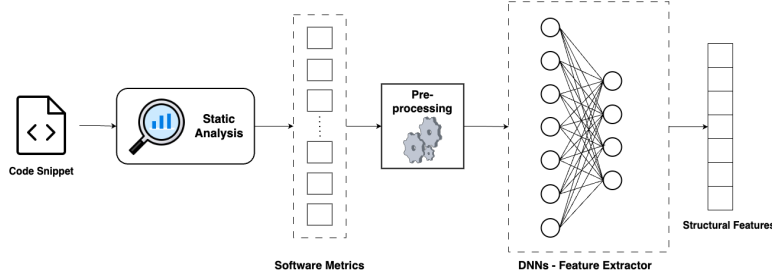 Code Snippet
Static
Analysis
Software Metrics
Pre-
processing
DNNs - Feature Extractor
Structural Features